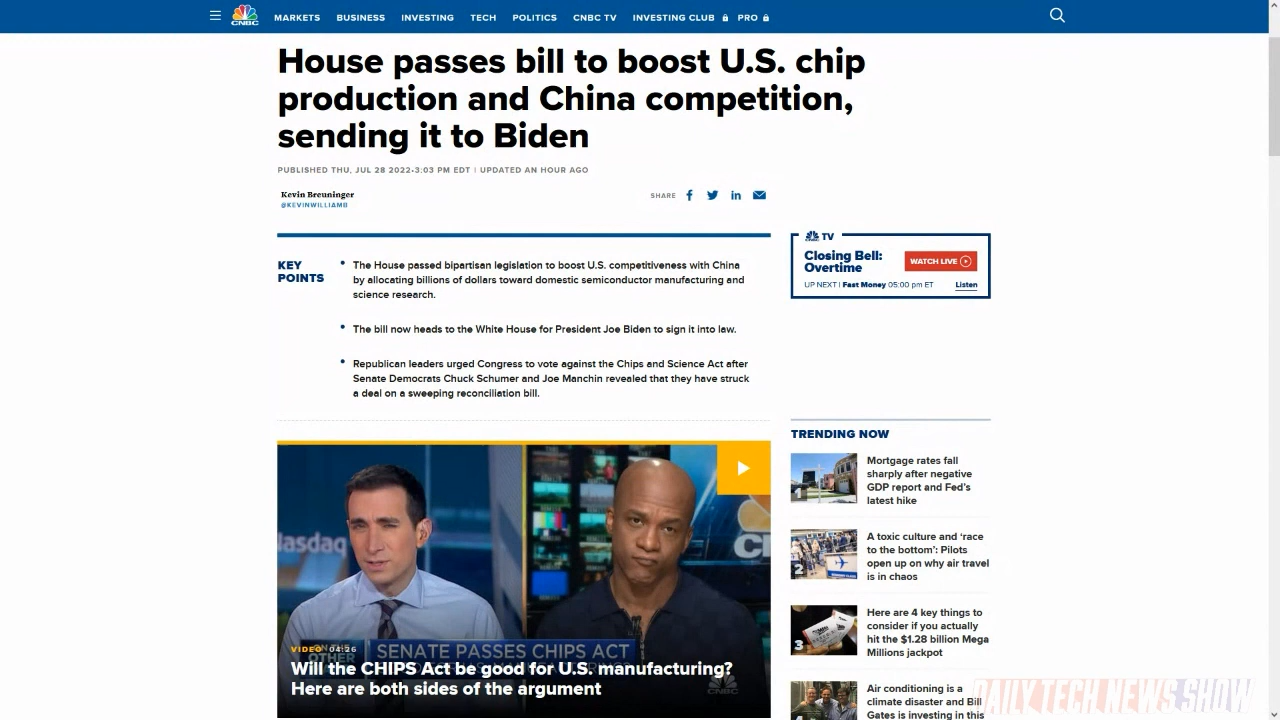 CNBC
MARKETS BUSINESS INVESTING TECH POLITICS CNBC TV INVESTING CLUB PRO
House passes bill to boost U.S. chip
production and China competition,
sending it to Biden
PUBLISHED THU, JUL 28 2022•3:03 PM EDT | UPDATED AN HOUR AGO
Kevin Breuninger
@KEVINWILLIAMB
SHARE
KEY
POINTS
The House passed bipartisan legislation to boost U.S. competitiveness with China
by allocating billions of dollars toward domestic semiconductor manufacturing and
science research.
The bill now heads to the White House for President Joe Biden to sign it into law.
Republican leaders urged Congress to vote against the Chips and Science Act after
Senate Democrats Chuck Schumer and Joe Manchin revealed that they have struck
a deal on a sweeping reconciliation bill.
TV
Closing Bell:
Overtime
WATCH LIVE
UP NEXT | Fast Money 05:00 pm ET
Listen
Nasdaq
VIDEO 04:26
SENATE PASSES CHIPS ACT
OTHER
Will the CHIPS Act be good for U.S. manufacturing?
Here are both sides of the argument
CNBC
TRENDING NOW
1
Mortgage rates fall
sharply after negative
GDP report and Fed's
latest hike
2
A toxic culture and 'race
to the bottom': Pilots
open up on why air travel
is in chaos
3
Here are 4 key things to
consider if you actually
hit the $1.28 billion Mega
Millions jackpot
Air conditioning is a
climate disaster and Bill
Gates is investing in this
DAILY TECH NEWS SHOW